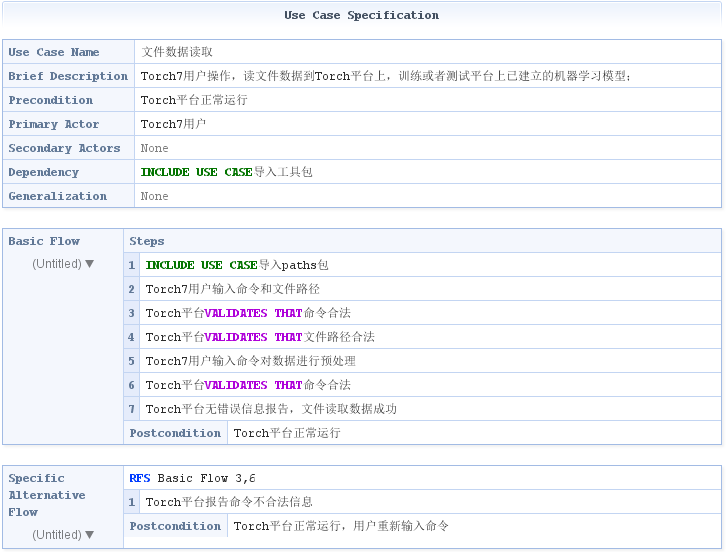 Use Case Specification
Use Case Name 文件数据读取
Brief Description Torch7用户操作，读文件数据到Torch平台上，训练或者测试平台上已建立的机器学习模型；
Precondition Torch平台正常运行
Primary Actor Torch7用户
Secondary Actors None
Dependency INCLUDE USE CASE导入工具包
Generalization None
Basic Flow Steps
(Untitled) ▼
1 INCLUDE USE CASE导入paths包
2 Torch7用户输入命令和文件路径
3 Torch平台VALIDATES THAT命令合法
4 Torch平台VALIDATES THAT文件路径合法
5 Torch7用户输入命令对数据进行预处理
6 Torch平台VALIDATES THAT命令合法
7 Torch平台无错误信息报告，文件读取数据成功
Postcondition Torch平台正常运行
Specific
Alternative
Flow
(Untitled) ▼
RFS Basic Flow 3,6
1 Torch平台报告命令不合法信息
Postcondition Torch平台正常运行，用户重新输入命令